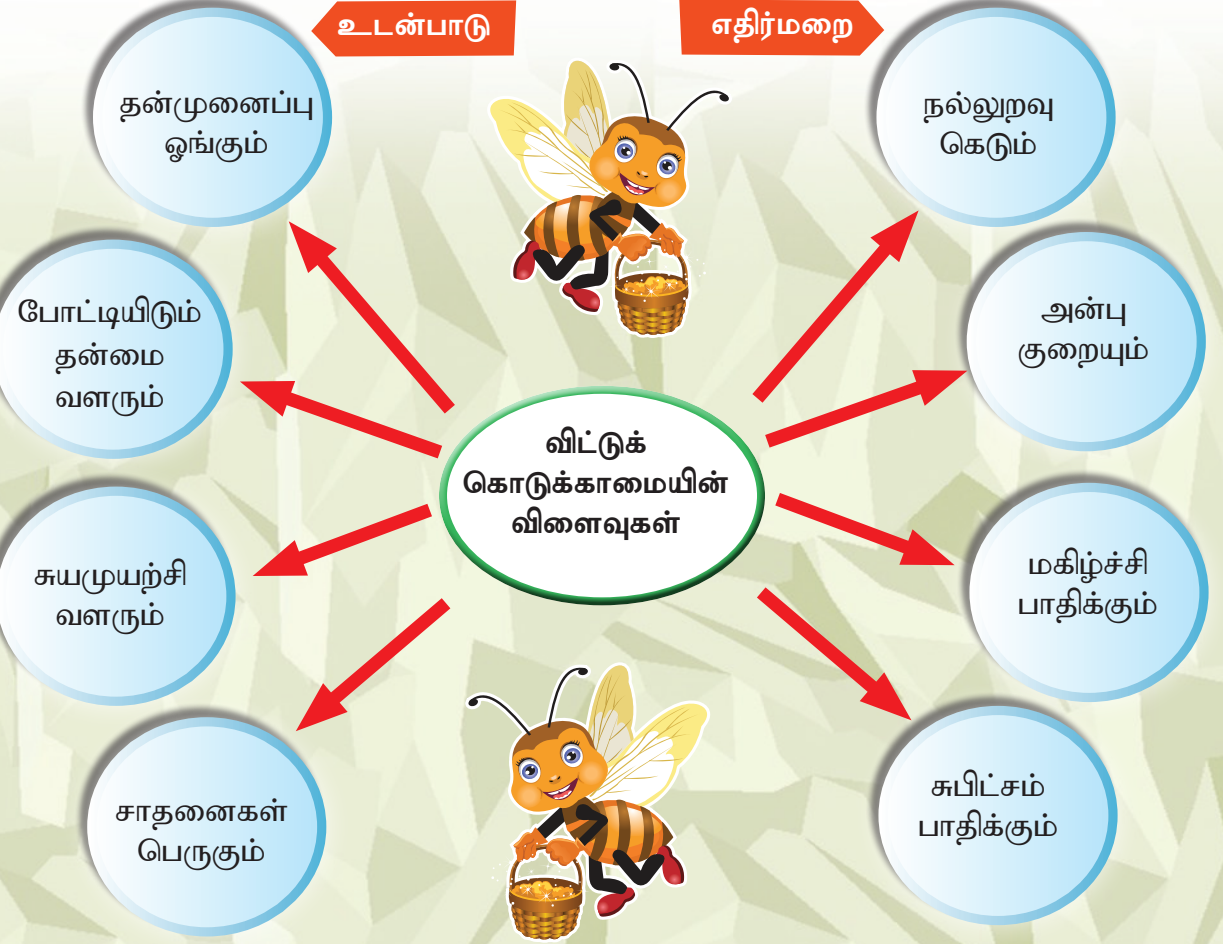 உடன்பாடு
எதிர்மறை
தன்முனைப்பு
ஓங்கும்
போட்டியிடும்
தன்மை
வளரும்
சுயமுயற்சி
வளரும்
சாதனைகள்
பெருகும்
விட்டுக்
கொடுக்காமையின்
விளைவுகள்
நல்லுறவு
கெடும்
அன்பு
குறையும்
மகிழ்ச்சி
பாதிக்கும்
சுபிட்சம்
பாதிக்கும்